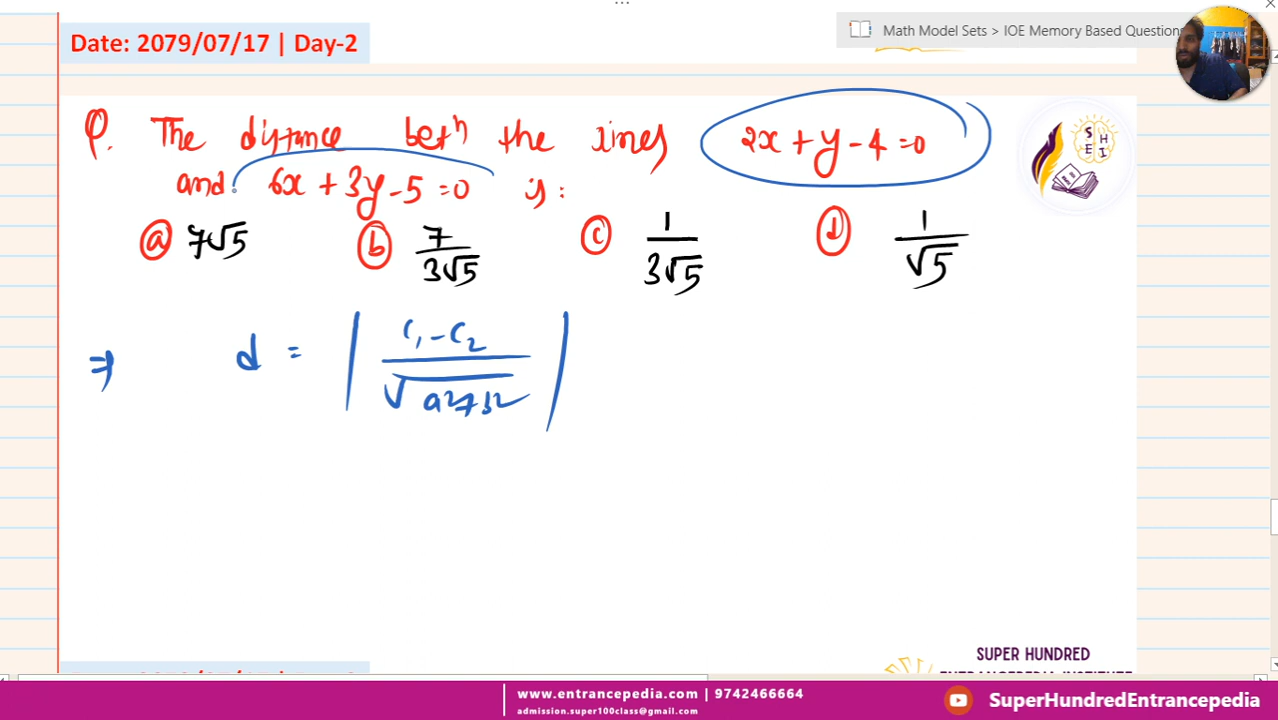 ...
Date: 2079/07/17 | Day-2
Math Model Sets > IOE Memory Based Question
Q. The distance betn the lines 2x + y - 4 = 0
and 6x + 3y - 5 = 0 is:
(a) 7√5 (b) 7/3√5 (c) 1/3√5 (d) 1/√5
⇒ d = |C₁ - C₂/√a²+b²|
S H
E I
SUPER HUNDRED
www.entrancepedia.com | 9742466664
admission.super100class@gmail.com
SuperHundredEntrancepedia